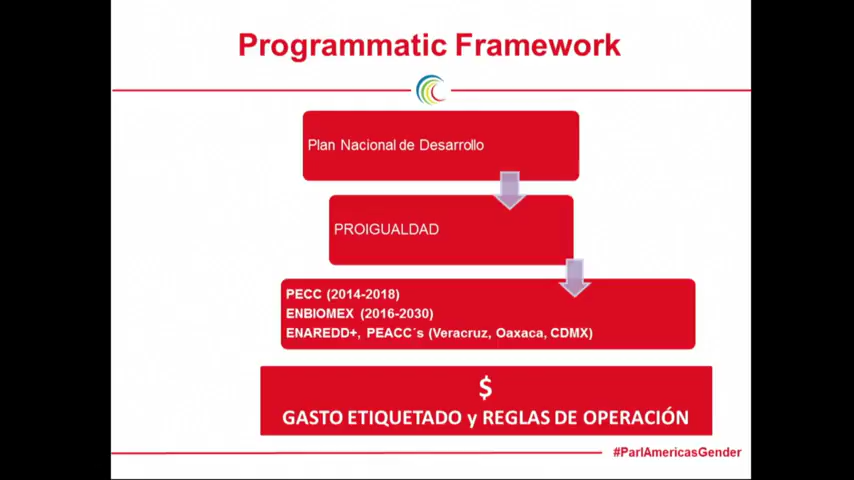 Programmatic Framework
Plan Nacional de Desarrollo
PROIGUALDAD
PECC (2014-2018)
ENBIOMEX (2016-2030)
ENAREDD+, PEACC´s (Veracruz, Oaxaca, CDMX)
$
GASTO ETIQUETADO y REGLAS DE OPERACIÓN
#ParlAmericasGender